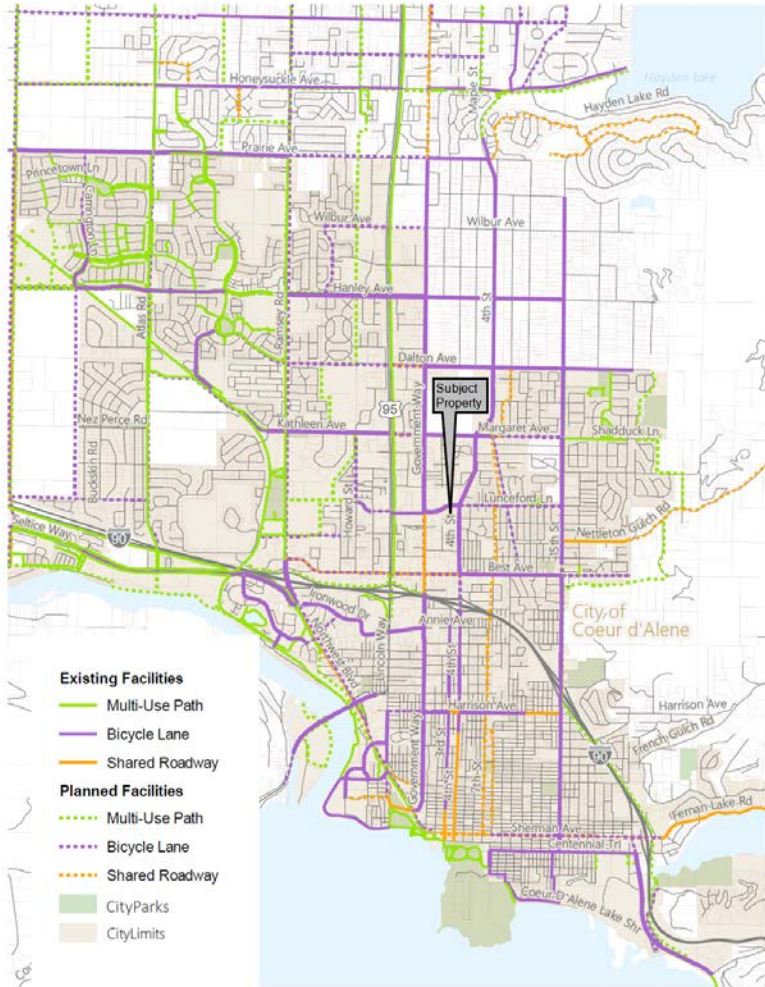 Honeysuckle Ave
Maple St
Hayden Lake
Hayden Lake Rd
Prairie Ave
Princetown Ln
Carrington Ln
Wilbur Ave
Wilbur Ave
Hanley Ave
Atlas Rd
Ramsey Rd
4th St
Dalton Ave
Subject
Property
95
Government Way
Nez Perce Rd
Kathleen Ave
Margaret Ave
Shadduck Ln
Buckskin Rd
Howard St
Lunceford Ln
4th St
15th St
Nettleton Gulch Rd
Seltice Way
90
Best Ave
Ironwood Dr
Annie Ave
City of
Coeur d'Alene
Northwest Blvd
Lincoln Way
4th St
Existing Facilities
Multi-Use Path
Bicycle Lane
Shared Roadway
Planned Facilities
Multi-Use Path
Bicycle Lane
Shared Roadway
CityParks
CityLimits
Harrison Ave
Harrison Ave
French Gulch Rd
90
Government Way
3rd St
4th St
7th St
Fernan Lake Rd
Sherman Ave
Centennial Trl
Coeur D'Alene Lake Shr